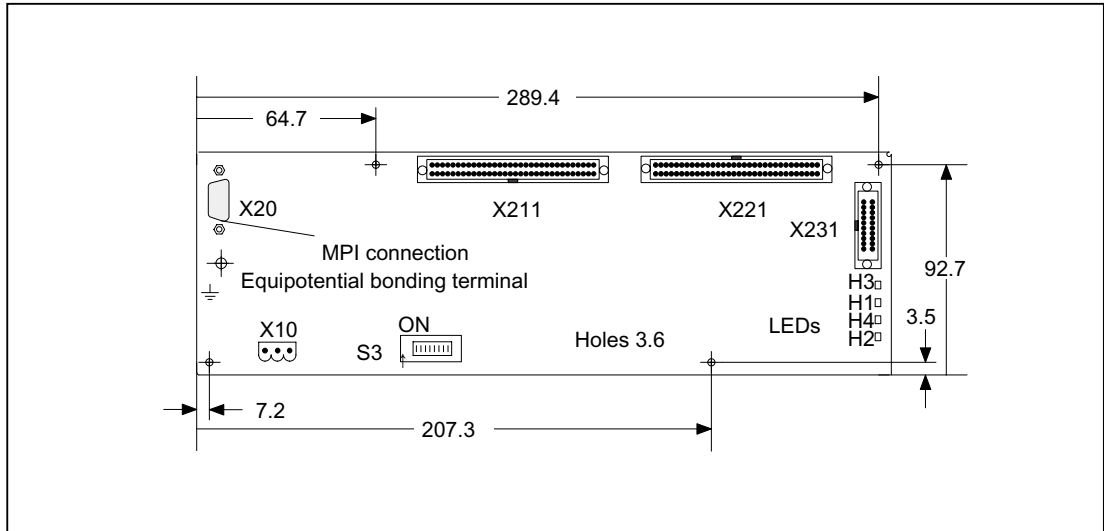 289.4
64.7
X20
X211
X221
X231
MPI connection
Equipotential bonding terminal
92.7
H3
H1
H4
H2
LEDs
3.5
X10
ON
S3
Holes 3.6
7.2
207.3